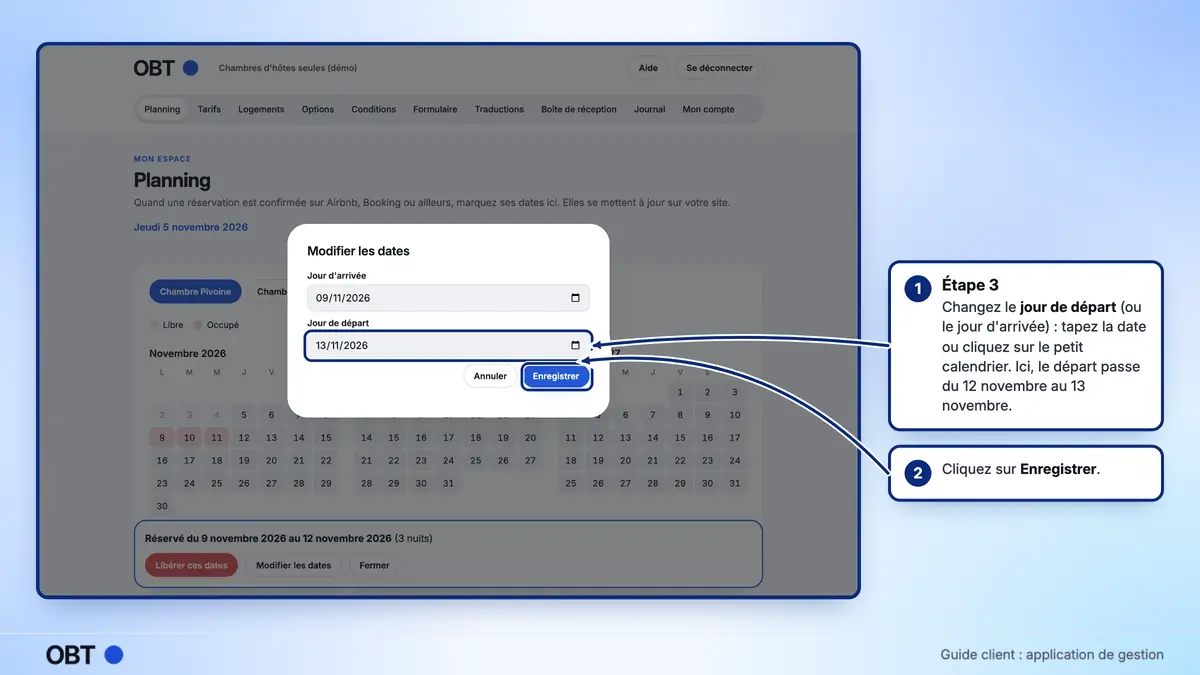 OBT
Chambres d'hôtes seules (démo)
Aide
Se déconnecter
Planning
Tarifs
Logements
Options
Conditions
Formulaire
Traductions
Boîte de réception
Journal
Mon compte
MON ESPACE
Planning
Quand une réservation est confirmée sur Airbnb, Booking ou ailleurs, marquez ses dates ici. Elles se mettent à jour sur votre site.
Jeudi 5 novembre 2026
Chambre Pivoine
Chamb
Libre
Occupé
Novembre 2026
L M M J V
2 3 4 5 6
9 10 11 12 13 14 15
16 17 18 19 20 21 22
23 24 25 26 27 28 29
30
14 15 16 17 18 19 20
21 22 23 24 25 26 27
28 29 30 31
M J V S
1 2 3
6 7 8 9 10
11 12 13 14 15 16 17
18 19 20 21 22 23 24
25 26 27 28 29 30 31
Modifier les dates
Jour d'arrivée
09/11/2026
Jour de départ
13/11/2026
Annuler
Enregistrer
Réservé du 9 novembre 2026 au 12 novembre 2026 (3 nuits)
Libérer ces dates
Modifier les dates
Fermer
1
Étape 3
Changez le jour de départ (ou
le jour d'arrivée) : tapez la date
ou cliquez sur le petit
calendrier. Ici, le départ passe
du 12 novembre au 13
novembre.
2
Cliquez sur Enregistrer.
OBT
Guide client : application de gestion